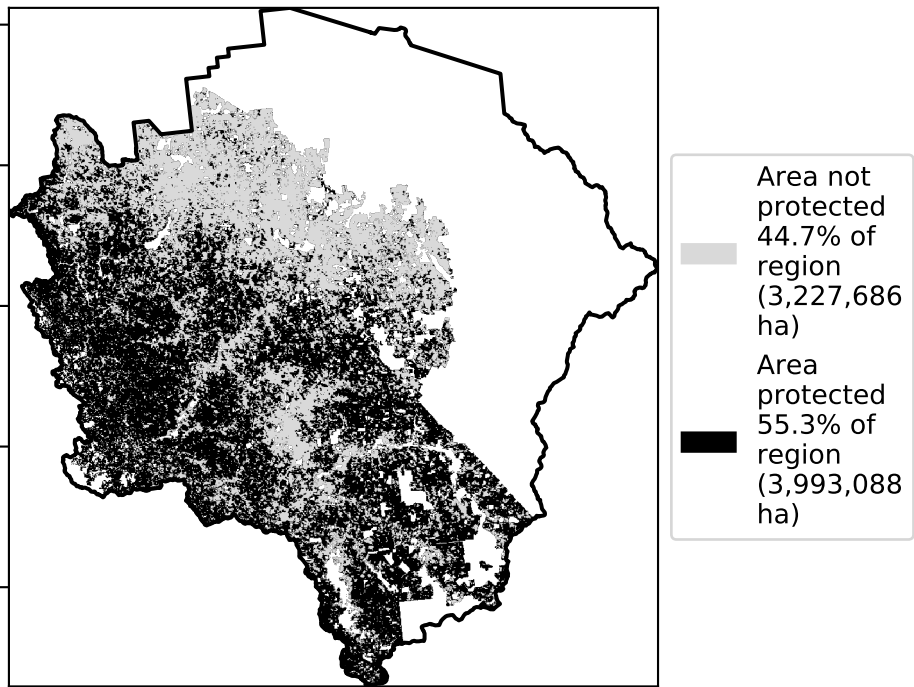 Area not
protected
44.7% of
region
(3,227,686
ha)
Area
protected
55.3% of
region
(3,993,088
ha)